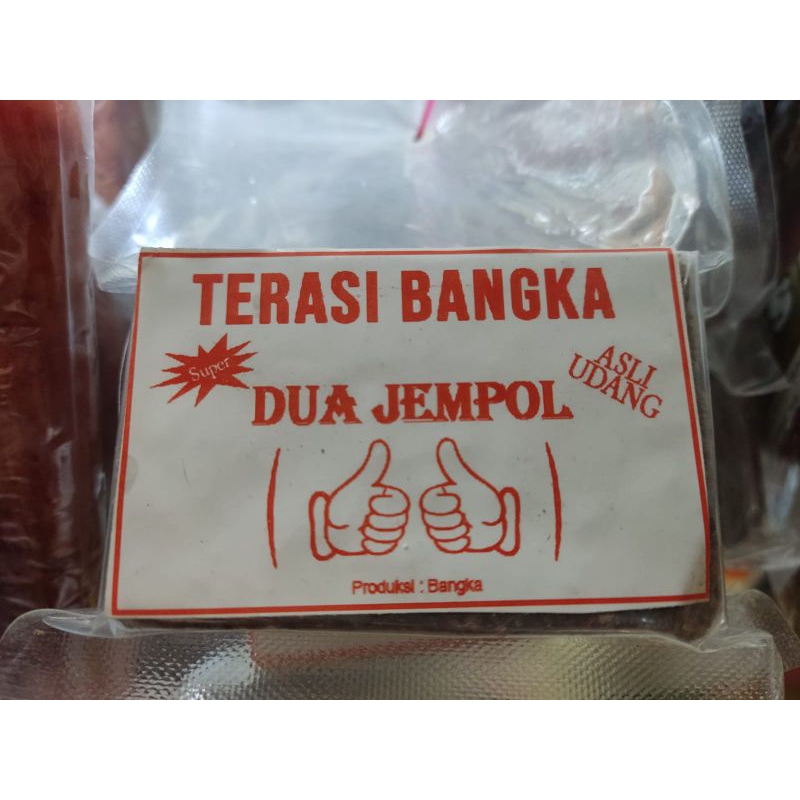 TERASI BANGKA
Super
ASLI
UDANG
DUA JEMPOL
Produksi : Bangka